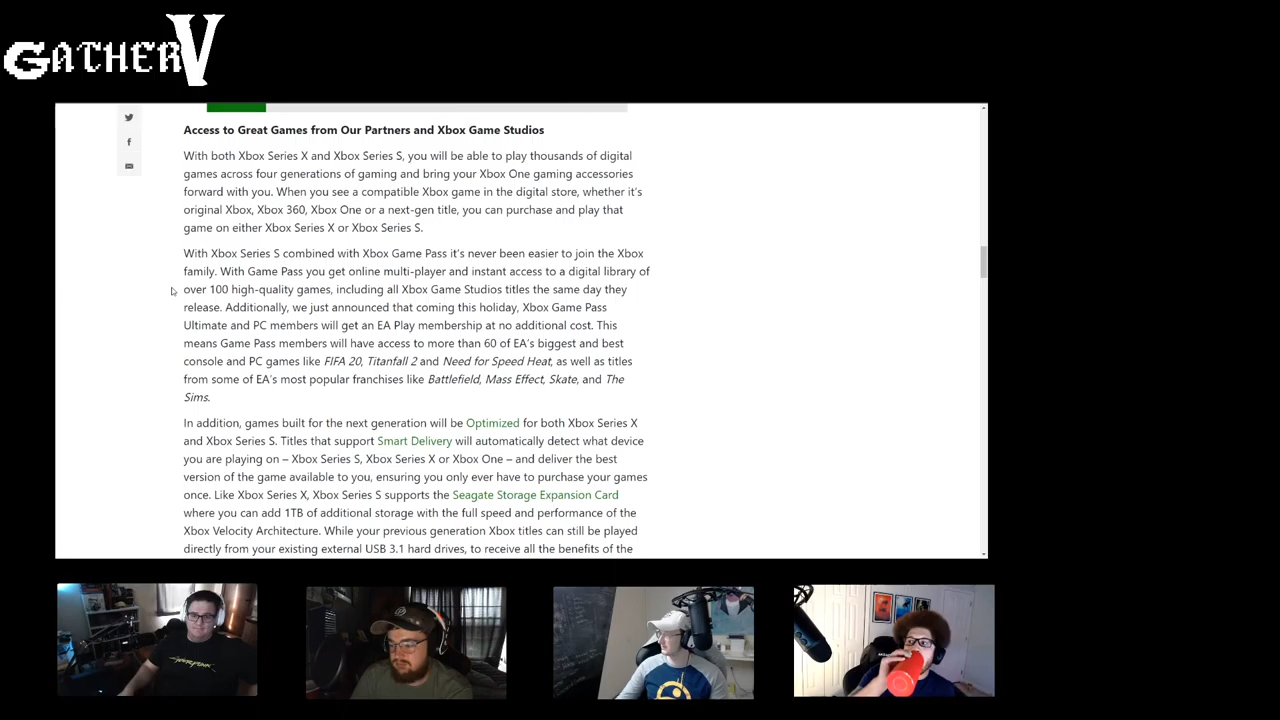 GATHERV
Access to Great Games from Our Partners and Xbox Game Studios
With both Xbox Series X and Xbox Series S, you will be able to play thousands of digital
games across four generations of gaming and bring your Xbox One gaming accessories
forward with you. When you see a compatible Xbox game in the digital store, whether it's
original Xbox, Xbox 360, Xbox One or a next-gen title, you can purchase and play that
game on either Xbox Series X or Xbox Series S.
With Xbox Series S combined with Xbox Game Pass it's never been easier to join the Xbox
family. With Game Pass you get online multi-player and instant access to a digital library of
over 100 high-quality games, including all Xbox Game Studios titles the same day they
release. Additionally, we just announced that coming this holiday, Xbox Game Pass
Ultimate and PC members will get an EA Play membership at no additional cost. This
means Game Pass members will have access to more than 60 of EA's biggest and best
console and PC games like FIFA 20, Titanfall 2 and Need for Speed Heat, as well as titles
from some of EA's most popular franchises like Battlefield, Mass Effect, Skate, and The
Sims.
In addition, games built for the next generation will be Optimized for both Xbox Series X
and Xbox Series S. Titles that support Smart Delivery will automatically detect what device
you are playing on – Xbox Series S, Xbox Series X or Xbox One – and deliver the best
version of the game available to you, ensuring you only ever have to purchase your games
once. Like Xbox Series X, Xbox Series S supports the Seagate Storage Expansion Card
where you can add 1TB of additional storage with the full speed and performance of the
Xbox Velocity Architecture. While your previous generation Xbox titles can still be played
directly from your existing external USB 3.1 hard drives, to receive all the benefits of the